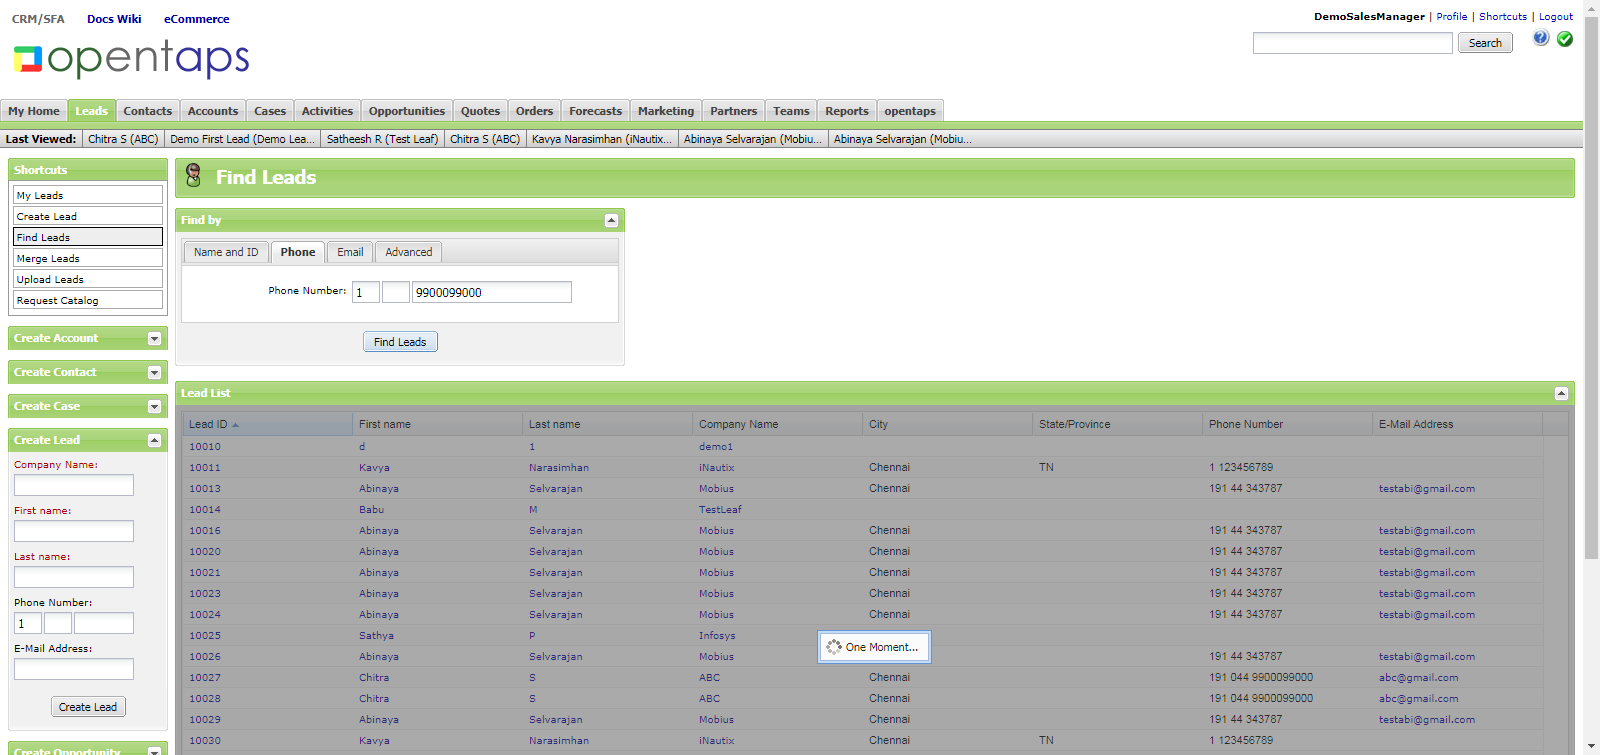 CRM/SFA Docs Wiki eCommerce
DemoSalesManager | Profile | Shortcuts | Logout
opentaps
Search
My Home Leads Contacts Accounts Cases Activities Opportunities Quotes Orders Forecasts Marketing Partners Teams Reports opentaps
Last Viewed: Chitra S (ABC) Demo First Lead (Demo Lea... Satheesh R (Test Leaf) Chitra S (ABC) Kavya Narasimhan (iNautix... Abinaya Selvarajan (Mobiu... Abinaya Selvarajan (Mobiu...
Shortcuts
My Leads
Create Lead
Find Leads
Merge Leads
Upload Leads
Request Catalog
Create Account
Create Contact
Create Case
Create Lead
Company Name:
First name:
Last name:
Phone Number:
1
E-Mail Address:
Create Lead
Create Opportunity
Find Leads
Find by
Name and ID Phone Email Advanced
Phone Number: 1 9900099000
Find Leads
Lead List
Lead ID First name Last name Company Name City State/Province Phone Number E-Mail Address
10010 d 1 demo1
10011 Kavya Narasimhan iNautix Chennai TN 1 123456789
10013 Abinaya Selvarajan Mobius Chennai 191 44 343787 testabi@gmail.com
10014 Babu M TestLeaf
10016 Abinaya Selvarajan Mobius Chennai 191 44 343787 testabi@gmail.com
10020 Abinaya Selvarajan Mobius Chennai 191 44 343787 testabi@gmail.com
10021 Abinaya Selvarajan Mobius Chennai 191 44 343787 testabi@gmail.com
10023 Abinaya Selvarajan Mobius Chennai 191 44 343787 testabi@gmail.com
10024 Abinaya Selvarajan Mobius Chennai 191 44 343787 testabi@gmail.com
10025 Sathya P Infosys
One Moment...
10026 Abinaya Selvarajan Mobius 191 44 343787 testabi@gmail.com
10027 Chitra S ABC Chennai 191 044 9900099000 abc@gmail.com
10028 Chitra S ABC Chennai 191 044 9900099000 abc@gmail.com
10029 Abinaya Selvarajan Mobius Chennai 191 44 343787 testabi@gmail.com
10030 Kavya Narasimhan iNautix Chennai TN 1 123456789